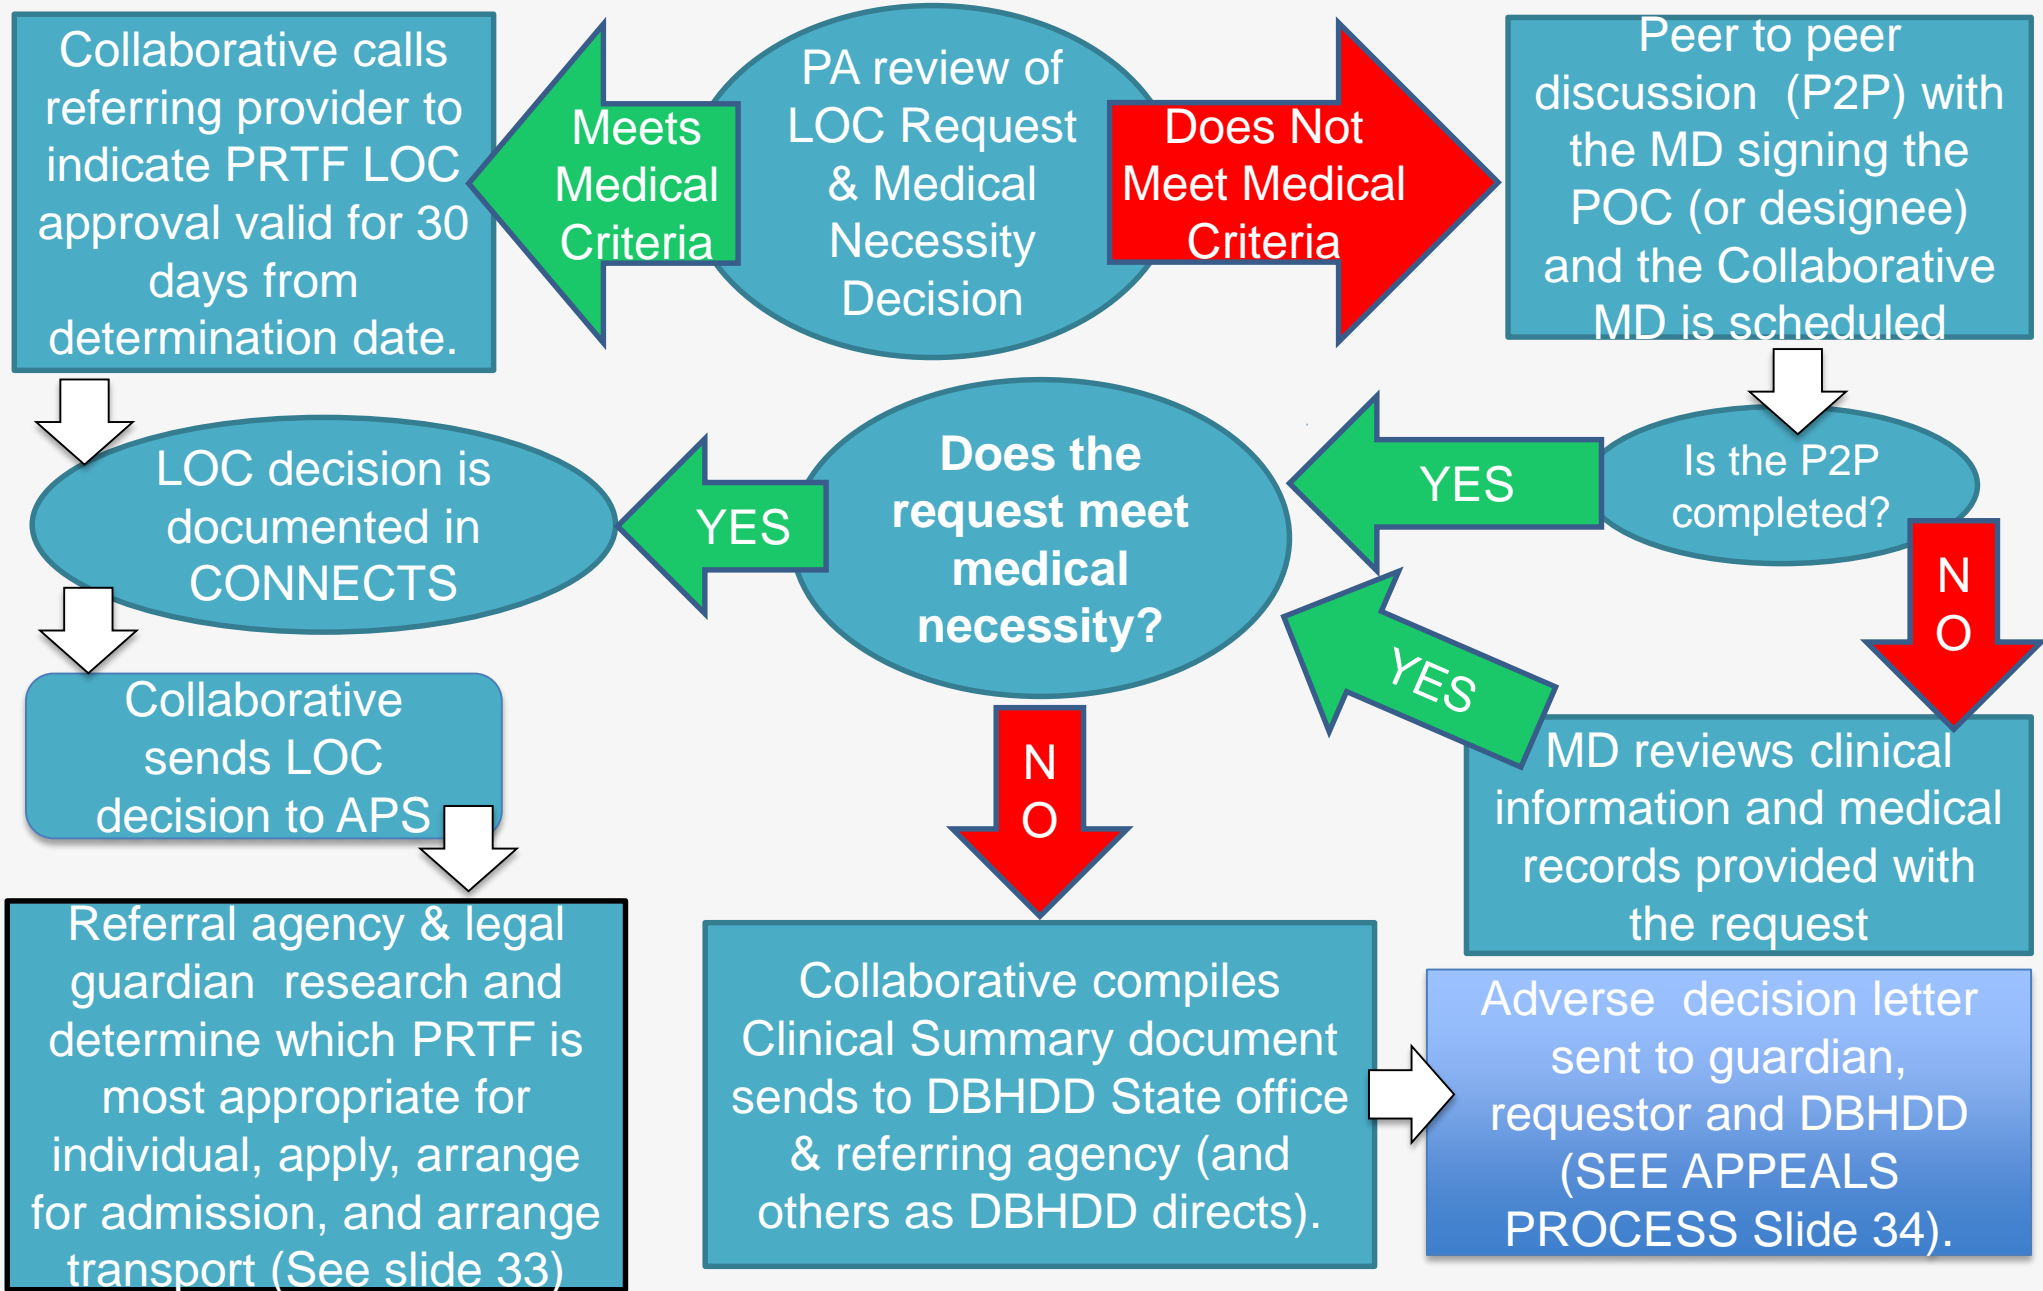 Collaborative calls
referring provider to
indicate PRTF LOC
approval valid for 30
days from
determination date.
Meets
Medical
Criteria
PA review of
LOC Request
& Medical
Necessity
Decision
Does Not
Meet Medical
Criteria
Peer to peer
discussion (P2P) with
the MD signing the
POC (or designee)
and the Collaborative
MD is scheduled
LOC decision is
documented in
CONNECTS
YES
Does the
request meet
medical
necessity?
YES
Is the P2P
completed?
N
O
YES
Collaborative
sends LOC
decision to APS
N
O
MD reviews clinical
information and medical
records provided with
the request
Referral agency & legal
guardian research and
determine which PRTF is
most appropriate for
individual, apply, arrange
for admission, and arrange
transport (See slide 33)
Collaborative compiles
Clinical Summary document
sends to DBHDD State office
& referring agency (and
others as DBHDD directs).
Adverse decision letter
sent to guardian,
requestor and DBHDD
(SEE APPEALS
PROCESS Slide 34).